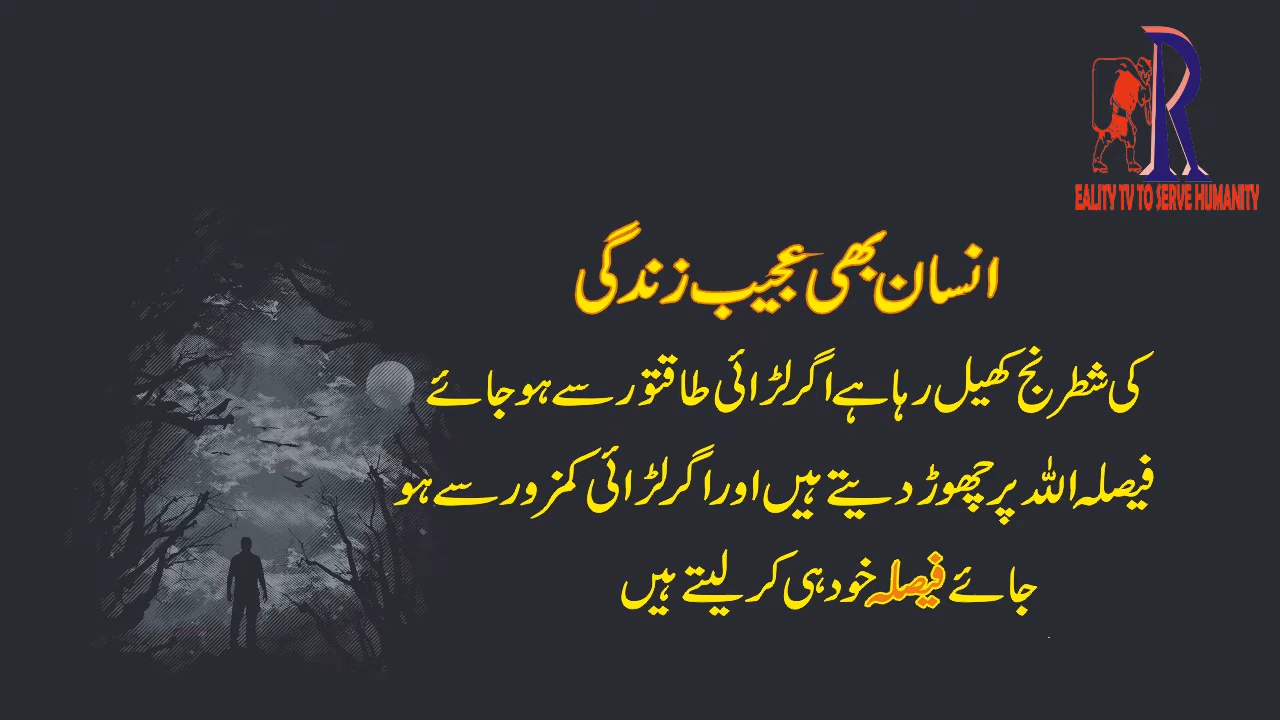 R
EALITY TV TO SERVE HUMANITY
انسان بھی عجیب زندگی
کی شطرنج کھیل رہا ہے اگر لڑائی طاقتور سے ہو جائے
فیصلہ اللہ پر چھوڑ دیتے ہیں اور اگر لڑائی کمزور سے ہو
جائے فیصلہ خود ہی کر لیتے ہیں